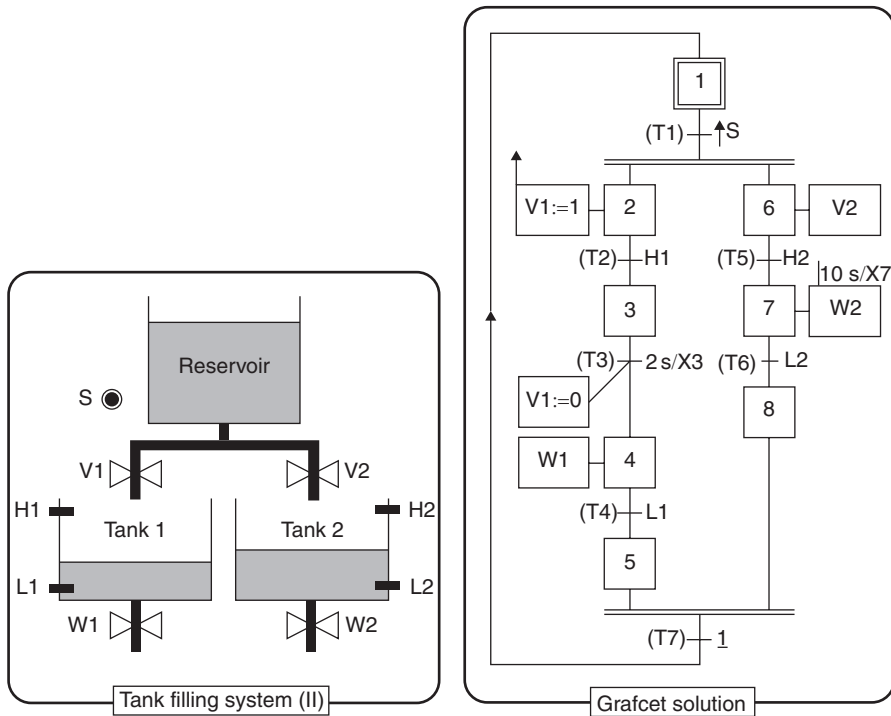 Reservoir
S
V1 V2
H1 Tank 1 Tank 2 H2
L1 L2
W1 W2
Tank filling system (II)
1
(T1) S
V1:=1 2 6 V2
(T2) H1 (T5) H2
10 s/X7
3 7 W2
(T3) 2 s/X3 (T6) L2
V1:=0 8
W1 4
(T4) L1
5
(T7) 1
Grafcet solution